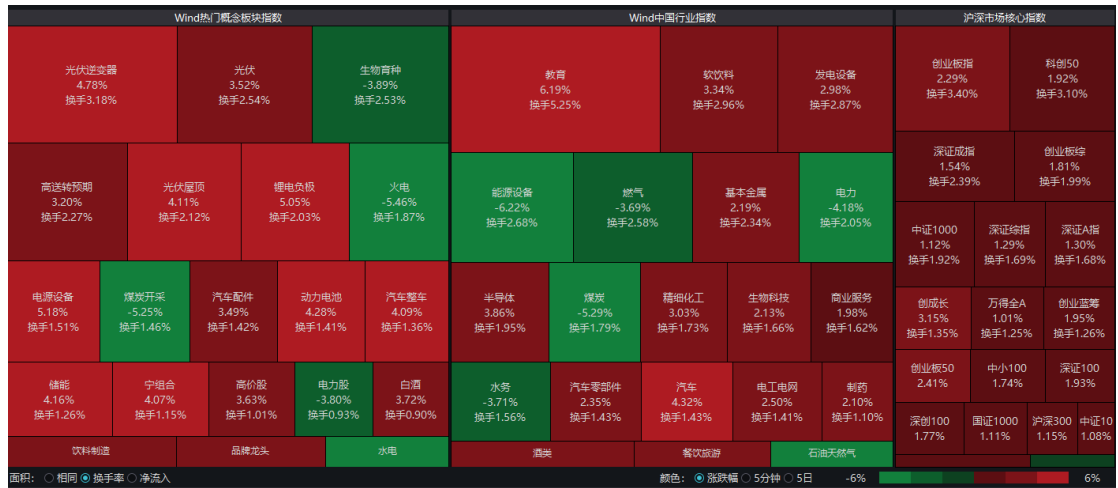 Wind热门概念板块指数
光伏逆变器
4.78%
换手3.18%
光伏
3.52%
换手2.54%
生物育种
-3.89%
换手2.53%
高送转预期
3.20%
换手2.27%
光伏屋顶
4.11%
换手2.12%
锂电负极
5.05%
换手2.03%
火电
-5.46%
换手1.87%
电源设备
5.18%
换手1.51%
煤炭开采
-5.25%
换手1.46%
汽车配件
3.49%
换手1.42%
动力电池
4.28%
换手1.41%
汽车整车
4.09%
换手1.36%
储能
4.16%
换手1.26%
宁组合
4.07%
换手1.15%
高价股
3.63%
换手1.01%
电力股
-3.80%
换手0.93%
白酒
3.72%
换手0.90%
饮料制造
品牌龙头
水电
Wind中国行业指数
教育
6.19%
换手5.25%
软饮料
3.34%
换手2.96%
发电设备
2.98%
换手2.87%
能源设备
-6.22%
换手2.68%
燃气
-3.69%
换手2.58%
基本金属
2.19%
换手2.34%
电力
-4.18%
换手2.05%
半导体
3.86%
换手1.95%
煤炭
-5.29%
换手1.79%
精细化工
3.03%
换手1.73%
生物科技
2.13%
换手1.66%
商业服务
1.98%
换手1.62%
水务
-3.71%
换手1.56%
汽车零部件
2.35%
换手1.43%
汽车
4.32%
换手1.43%
电工电网
2.50%
换手1.41%
制药
2.10%
换手1.10%
酒类
餐饮旅游
石油天然气
沪深市场核心指数
创业板指
2.29%
换手3.40%
科创50
1.92%
换手3.10%
深证成指
1.54%
换手2.39%
创业板综
1.81%
换手1.99%
中证1000
1.12%
换手1.92%
深证综指
1.29%
换手1.69%
深证A指
1.30%
换手1.68%
创成长
3.15%
换手1.35%
万得全A
1.01%
换手1.25%
创业蓝筹
1.95%
换手1.26%
创业板50
2.41%
中小100
1.74%
深证100
1.93%
深创100
1.77%
国证1000
1.11%
沪深300
1.15%
中证10
1.08%
面积: 相同 换手率 净流入
颜色: 涨跌幅 5分钟 5日 -6% 6%